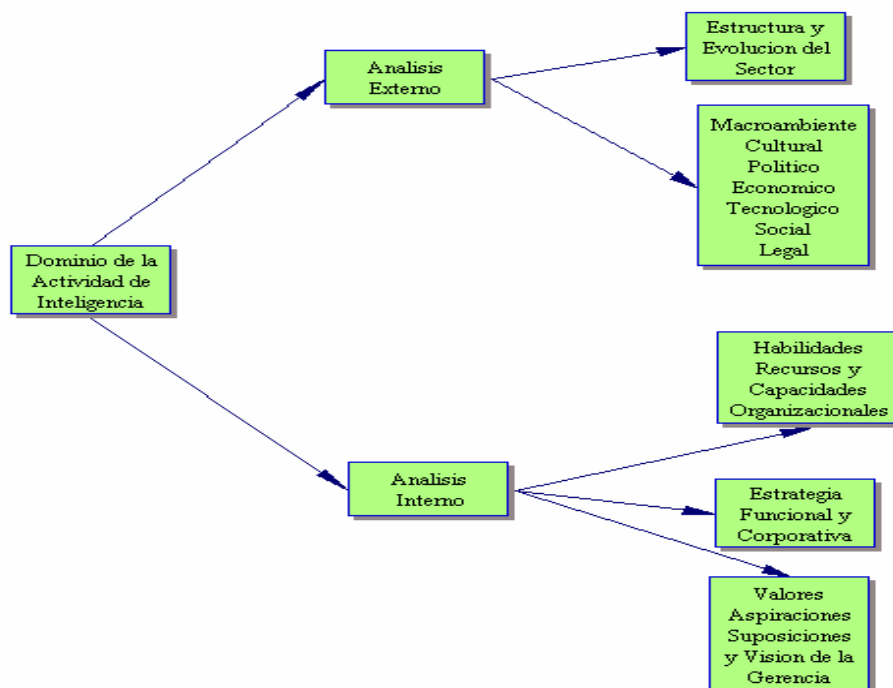 Estructura y
Evolucion del
Sector
Analisis
Externo
Macroambiente
Cultural
Politico
Economico
Tecnologico
Social
Legal
Dominio de la
Actividad de
Inteligencia
Habilidades
Recursos y
Capacidades
Organizacionales
Analisis
Interno
Estrategia
Funcional y
Corporativa
Valores
Aspiraciones
Suposiciones
y Vision de la
Gerencia